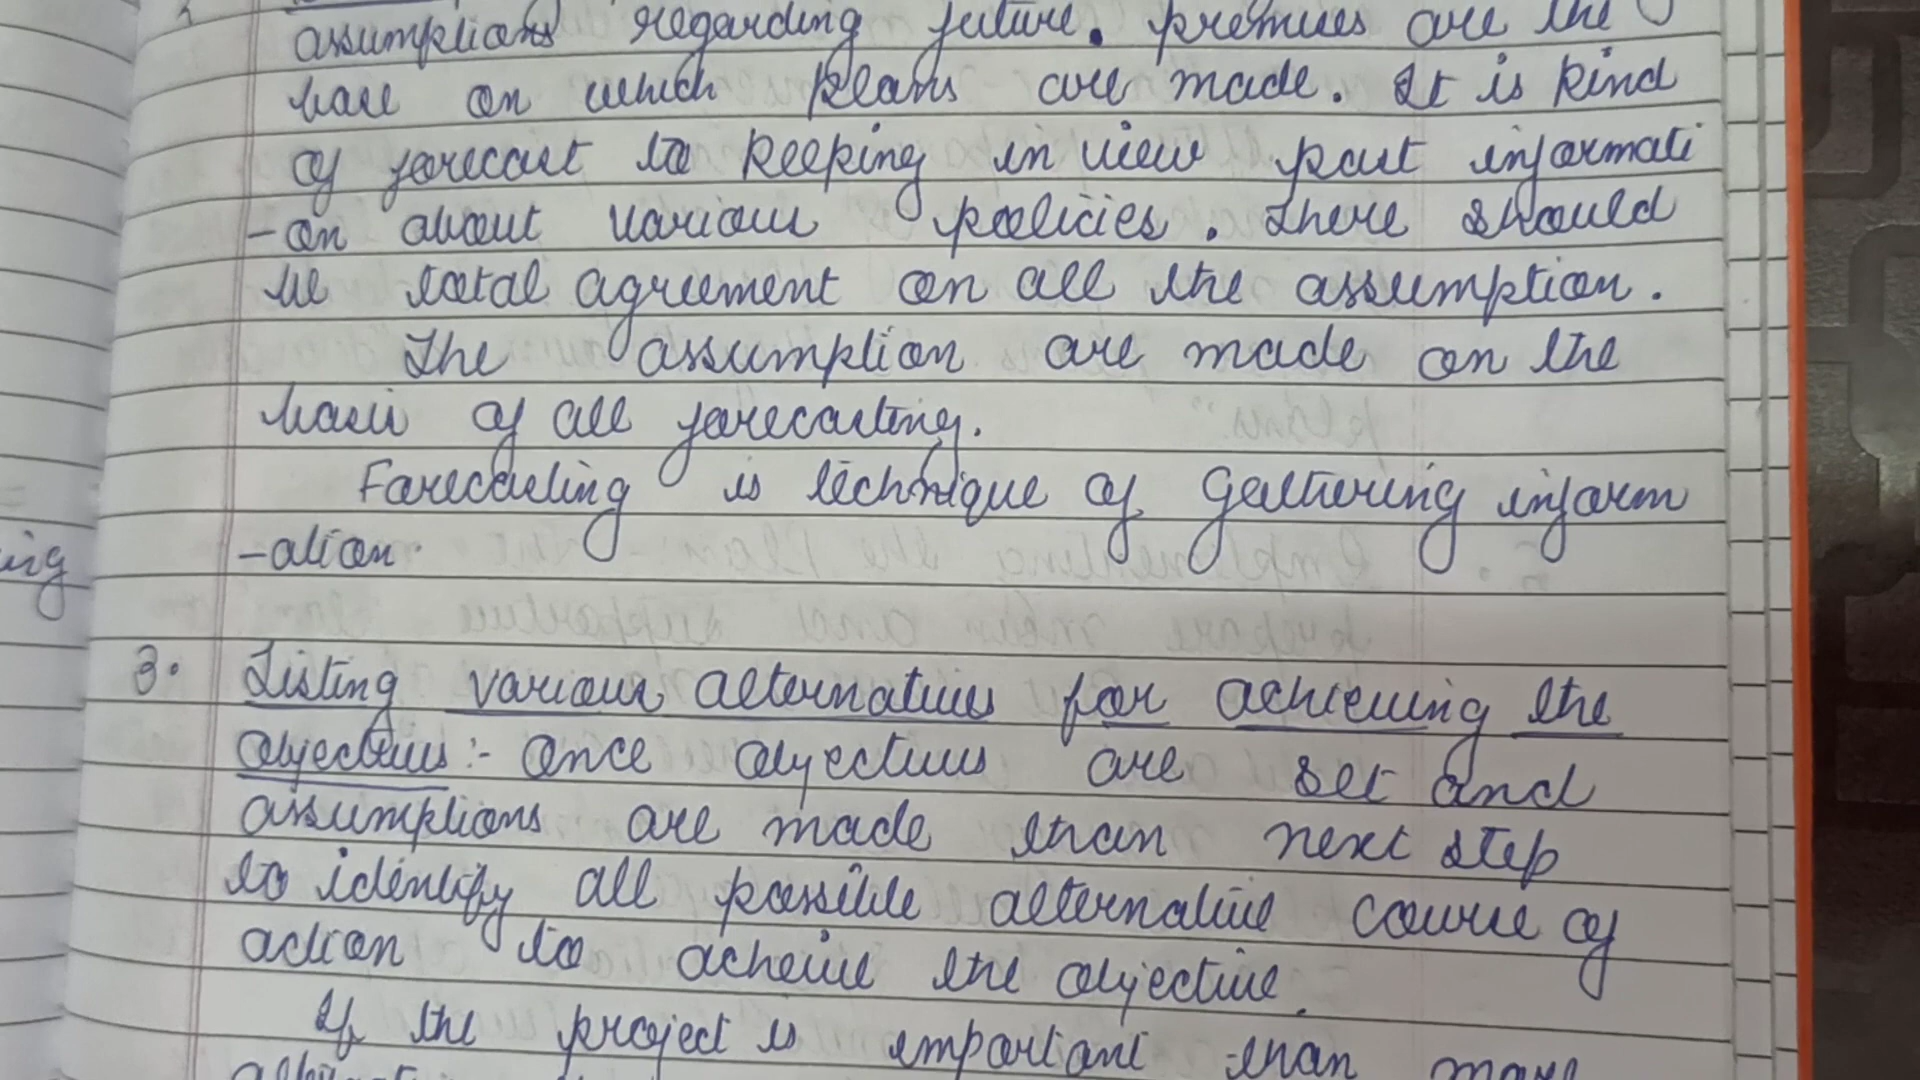 assumptions regarding future. premises are the
base on which plans are made. It is kind
of forecast to keeping in view past informati
-on about various policies. There should
be total agreement on all the assumption.
The assumption are made on the
basis of all forecasting.
Forecasting is technique of Gathering inform
-ation.
ing
3. Listing various alternatives for achieving the
objectives :- Once objectives are set and
assumptions are made than next step
to identify all possible alternative course of
action to acheive the objective.
If the project is important than more